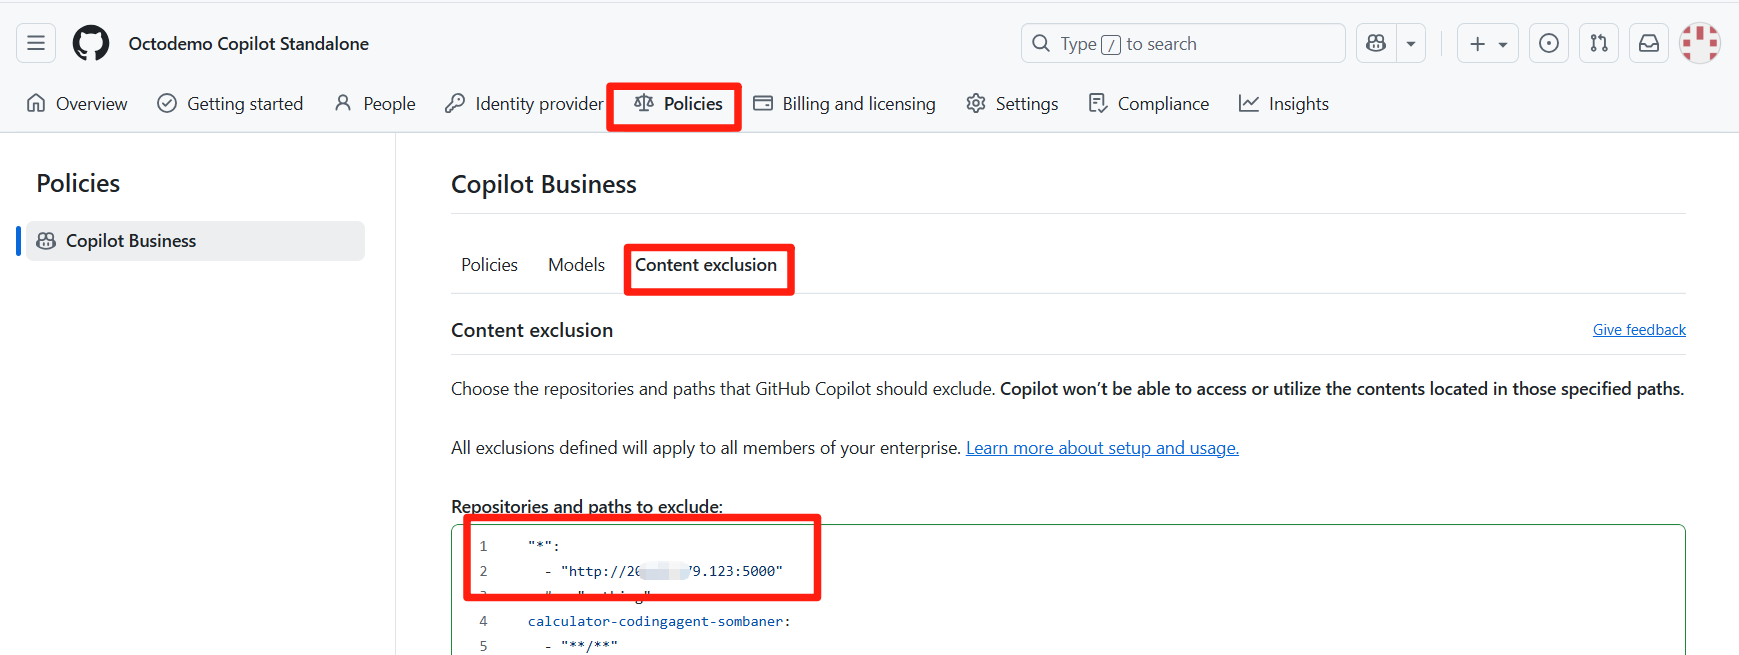 Octodemo Copilot Standalone
Type / to search
Overview
Getting started
People
Identity provider
Policies
Billing and licensing
Settings
Compliance
Insights
Policies
Copilot Business
Copilot Business
Policies
Models
Content exclusion
Content exclusion
Give feedback
Choose the repositories and paths that GitHub Copilot should exclude. Copilot won't be able to access or utilize the contents located in those specified paths.
All exclusions defined will apply to all members of your enterprise. Learn more about setup and usage.
Repositories and paths to exclude:
1 "*":
2 - "http://20 79.123:5000"
3
4 calculator-codingagent-sombaner:
5 - "**/**"